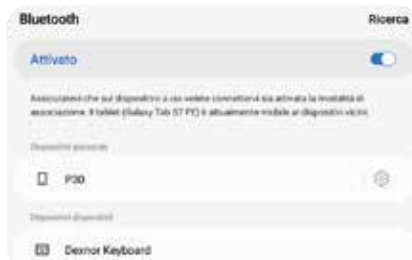 Bluetooth
Ricerca
Attivato
Assicuratevi che sul dispositivo a cui volete connettervi sia attivata la modalità di
associazione. Il tablet (Galaxy Tab S7 FE) è attualmente visibile ai dispositivi vicini.
Dispositivi associati
P30
Dispositivi disponibili
Dexnor Keyboard